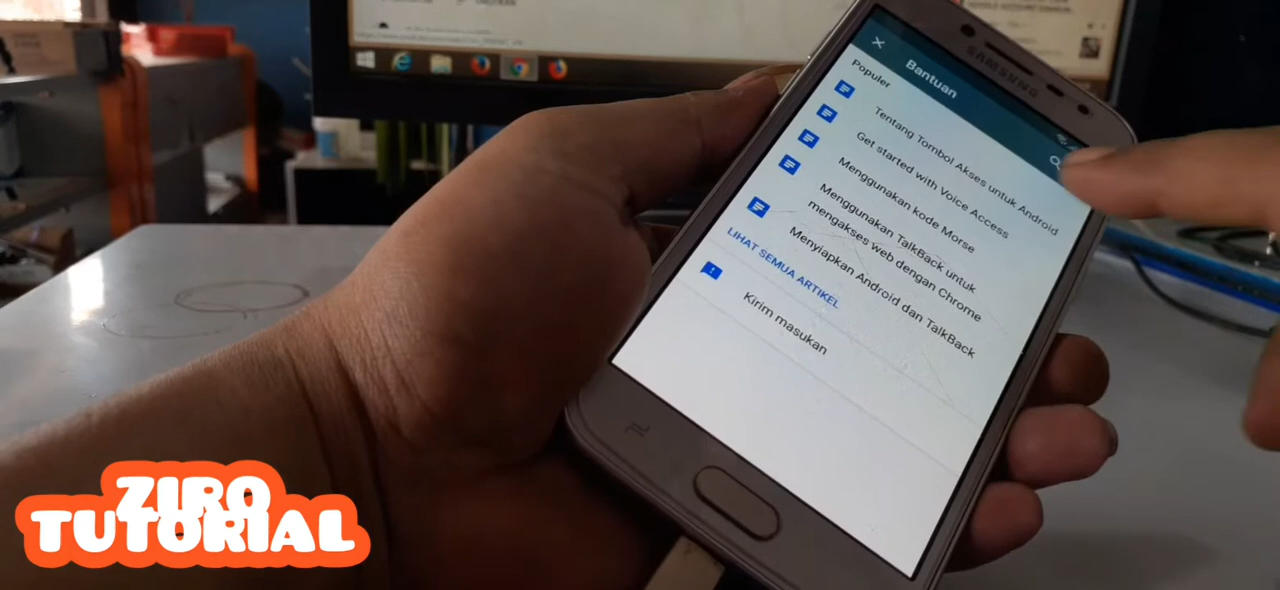 SAMSUNG
Bantuan
Populer
Tentang Tombol Akses untuk Android
Get started with Voice Access
Menggunakan kode Morse
Menggunakan TalkBack untuk
mengakses web dengan Chrome
Menyiapkan Android dan TalkBack
LIHAT SEMUA ARTIKEL
Kirim masukan
ZIRO
TUTORIAL